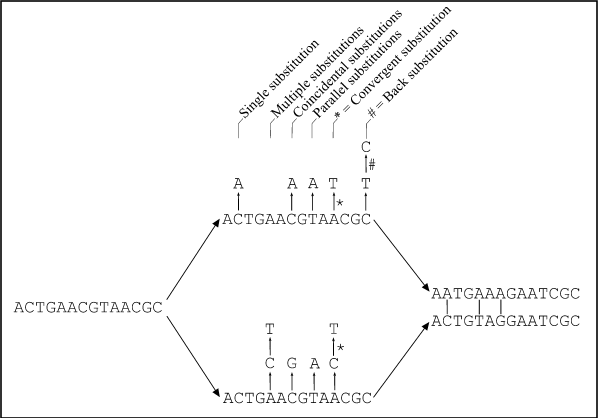 Single substitution
Multiple substitutions
Coincidental substitutions
Parallel substitutions
* = Convergent substitution
# = Back substitution
C
#
A A A T T
*
ACTGAACGTAACGC
AATGAAAGAATCGC
ACTGAACGTAACGC
ACTGTAGGAATCGC
T T
*
C G A C
ACTGAACGTAACGC